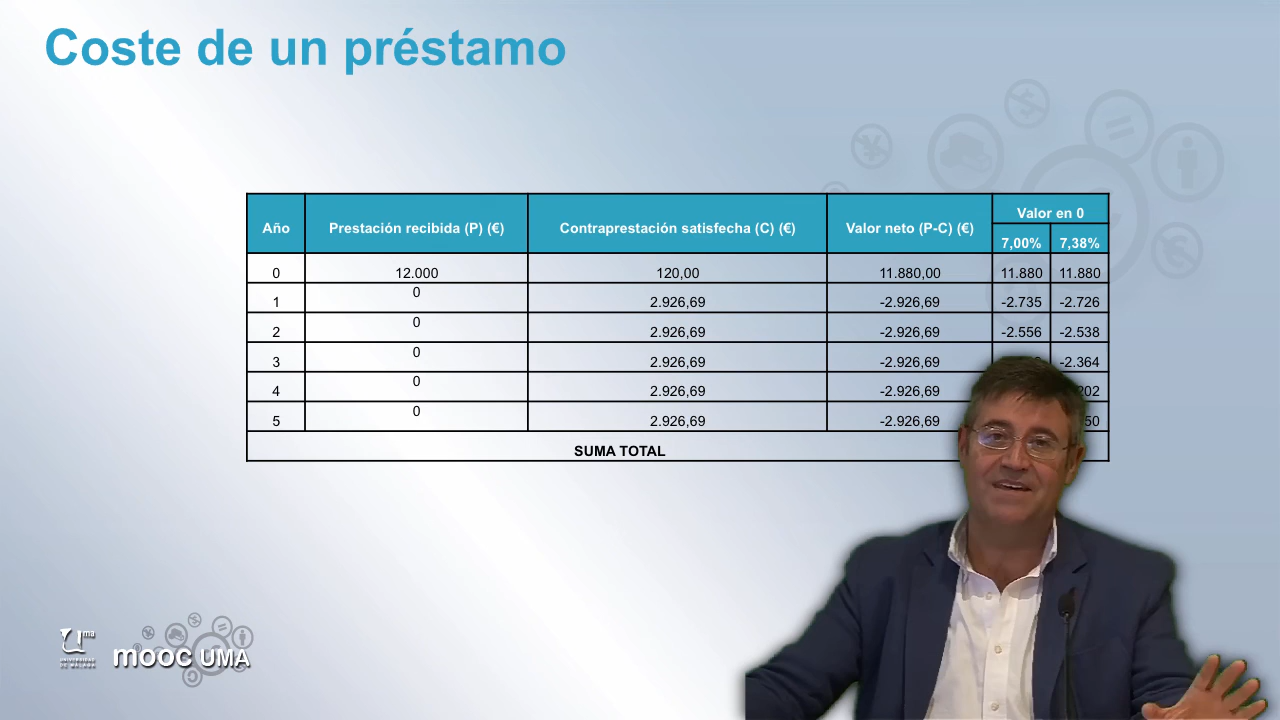 Coste de un préstamo
Año Prestación recibida (P) (€) Contraprestación satisfecha (C) (€) Valor neto (P-C) (€) Valor en 0
7,00% 7,38%
0 12.000 120,00 11.880,00 11.880 11.880
1 0 2.926,69 -2.926,69 -2.735 -2.726
2 0 2.926,69 -2.926,69 -2.556 -2.538
3 0 2.926,69 -2.926,69 -2.364
4 0 2.926,69 -2.926,69
5 0 2.926,69 -2.926,69
SUMA TOTAL
uma
UNIVERSIDAD
DE MÁLAGA
mooc UMA